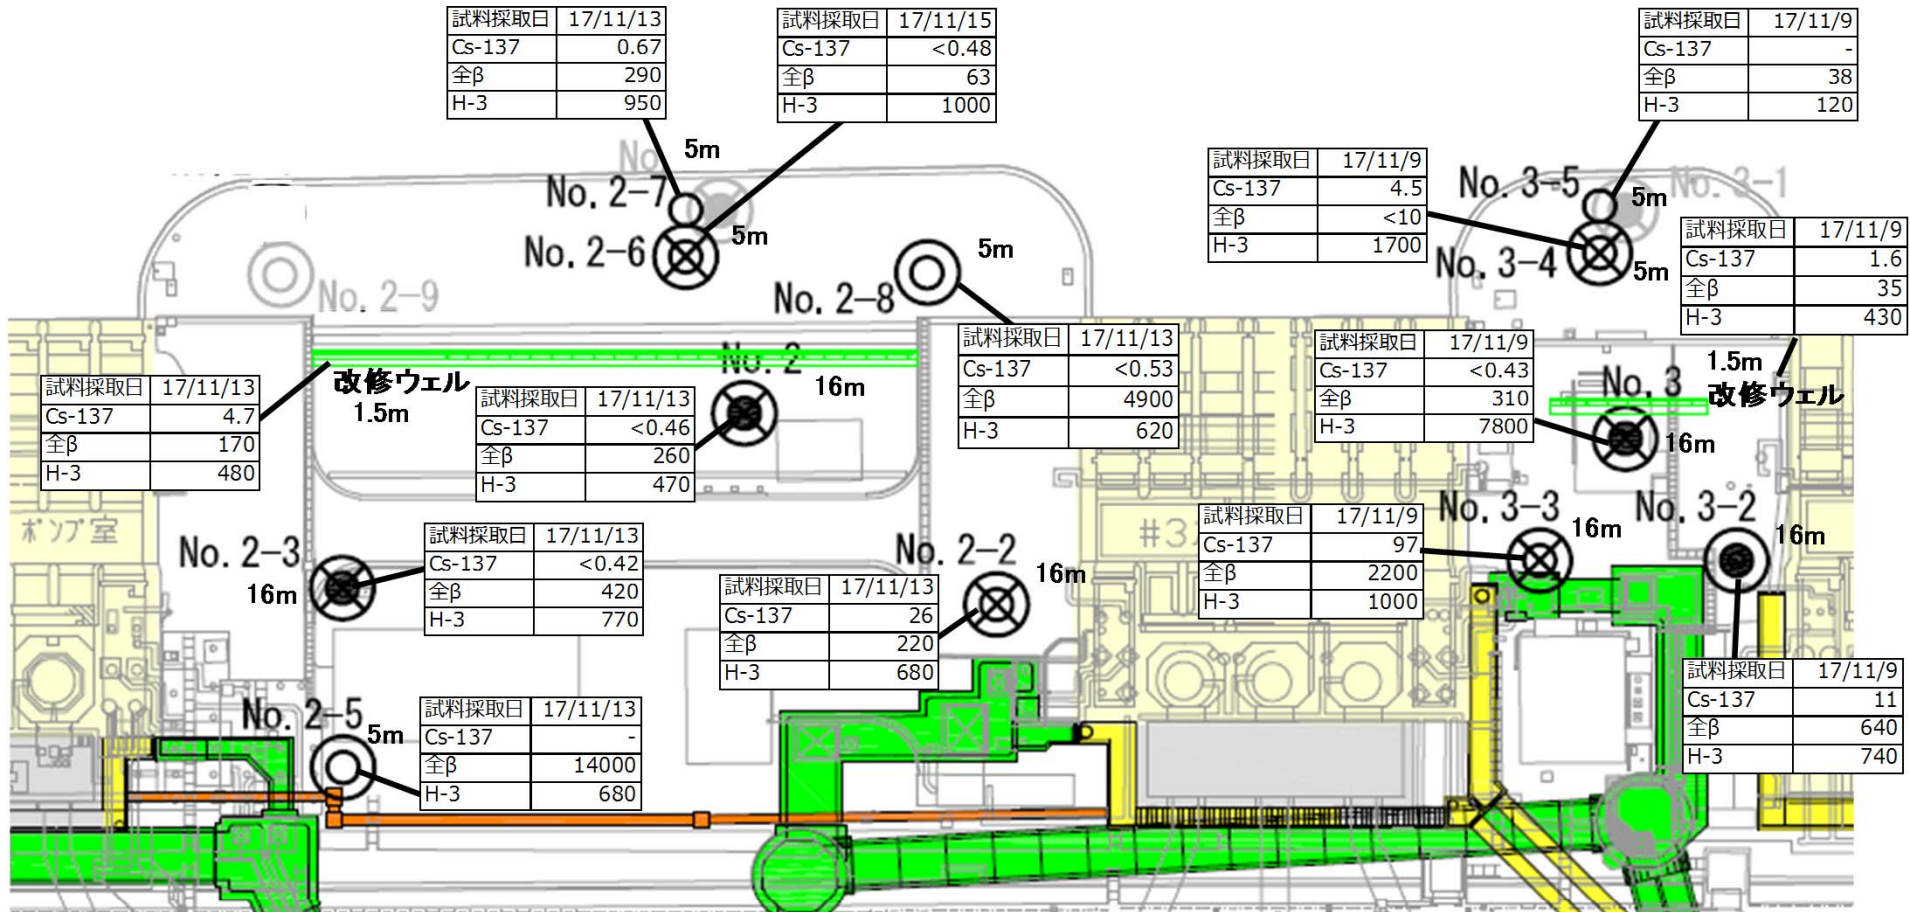 試料採取日 17/11/13
Cs-137 0.67
全β 290
H-3 950
試料採取日 17/11/15
Cs-137 <0.48
全β 63
H-3 1000
試料採取日 17/11/9
Cs-137 -
全β 38
H-3 120
No. 5m
No. 2-7
No. 2-6 5m
No. 2-8 5m
No. 2-9
試料採取日 17/11/9
Cs-137 4.5
全β <10
H-3 1700
No. 3-5 5m
No. 3-1
No. 3-4 5m
試料採取日 17/11/9
Cs-137 1.6
全β 35
H-3 430
試料採取日 17/11/13
Cs-137 4.7
全β 170
H-3 480
改修ウェル
1.5m
試料採取日 17/11/13
Cs-137 <0.46
全β 260
H-3 470
No. 2
16m
試料採取日 17/11/13
Cs-137 <0.53
全β 4900
H-3 620
試料採取日 17/11/9
Cs-137 <0.43
全β 310
H-3 7800
No. 3
16m
1.5m
改修ウェル
ポンプ室
No. 2-3
16m
試料採取日 17/11/13
Cs-137 <0.42
全β 420
H-3 770
No. 2-2
16m
試料採取日 17/11/13
Cs-137 26
全β 220
H-3 680
#3
試料採取日 17/11/9
Cs-137 97
全β 2200
H-3 1000
No. 3-3
16m
No. 3-2
16m
試料採取日 17/11/9
Cs-137 11
全β 640
H-3 740
No. 2-5
5m
試料採取日 17/11/13
Cs-137 -
全β 14000
H-3 680